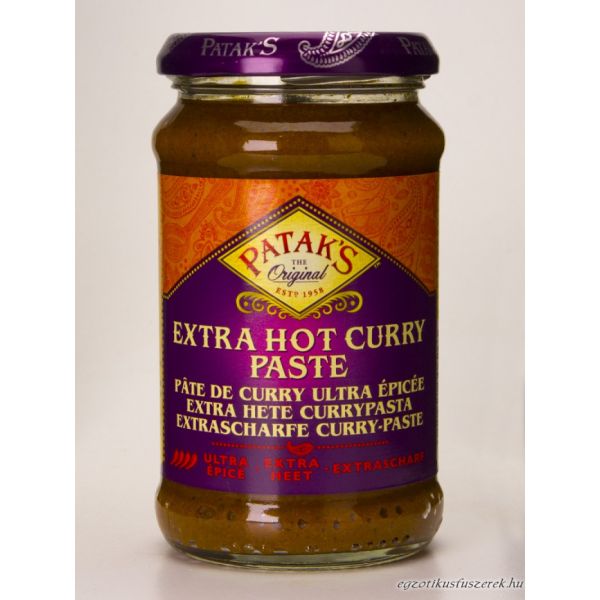 PATAK'S
PATAK'S
THE
Original
ESTD 1958
EXTRA HOT CURRY
PASTE
PÂTE DE CURRY ULTRA ÉPICÉE
EXTRA HETE CURRYPASTA
EXTRASCHARFE CURRY-PASTE
ULTRA ÉPICÉ · EXTRA HEET · EXTRASCHARF
egzotikusfuszerek.hu